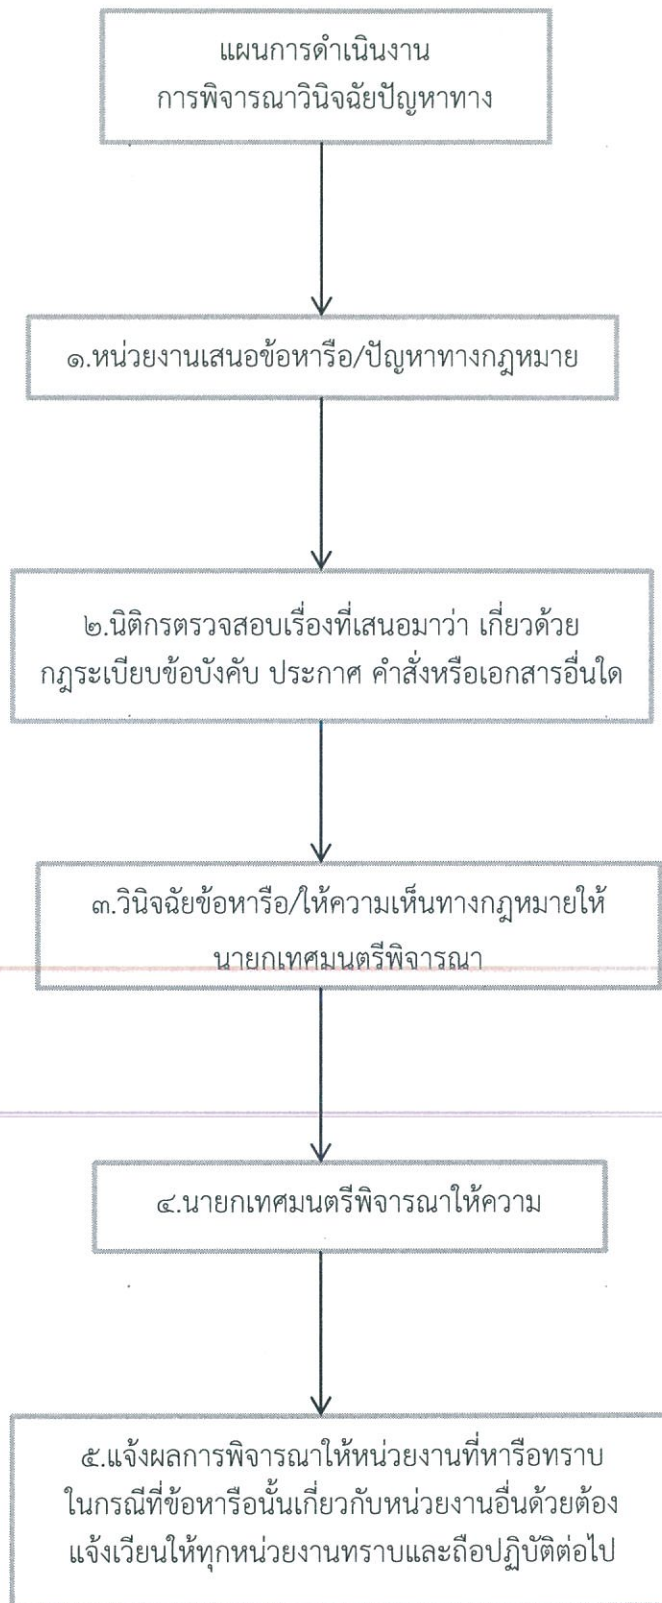 แผนการดำเนินงาน
การพิจารณาวินิจฉัยปัญหาทาง
๑.หน่วยงานเสนอข้อหารือ/ปัญหาทางกฎหมาย
๒.นิติกรตรวจสอบเรื่องที่เสนอมาว่า เกี่ยวด้วย
กฎระเบียบข้อบังคับ ประกาศ คำสั่งหรือเอกสารอื่นใด
๓.วินิจฉัยข้อหารือ/ให้ความเห็นทางกฎหมายให้
นายกเทศมนตรีพิจารณา
๔.นายกเทศมนตรีพิจารณาให้ความ
๕.แจ้งผลการพิจารณาให้หน่วยงานที่หารือทราบ
ในกรณีที่ข้อหารือนั้นเกี่ยวกับหน่วยงานอื่นด้วยต้อง
แจ้งเวียนให้ทุกหน่วยงานทราบและถือปฏิบัติต่อไป